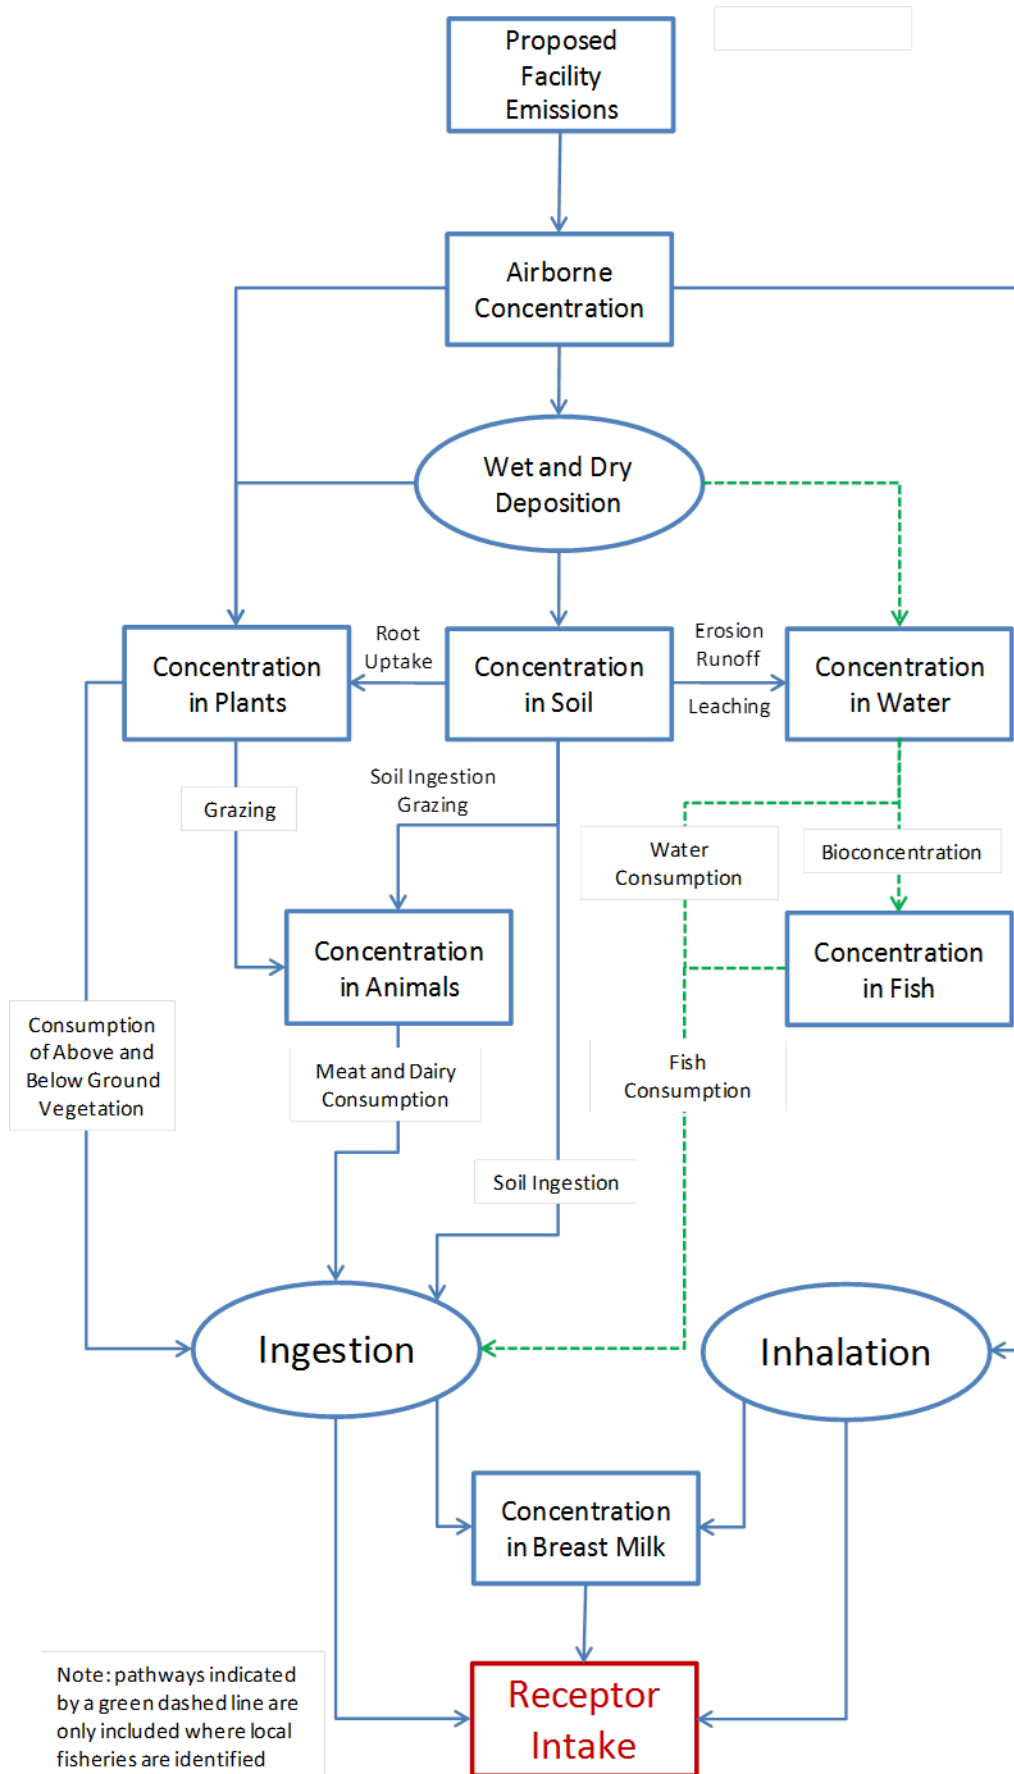 Proposed
Facility
Emissions
Airborne
Concentration
Wet and Dry
Deposition
Concentration
in Plants
Root
Uptake
Concentration
in Soil
Erosion
Runoff
Leaching
Concentration
in Water
Grazing
Soil Ingestion
Grazing
Water
Consumption
Bioconcentration
Concentration
in Animals
Concentration
in Fish
Consumption
of Above and
Below Ground
Vegetation
Meat and Dairy
Consumption
Fish
Consumption
Soil Ingestion
Ingestion
Inhalation
Concentration
in Breast Milk
Note: pathways indicated
by a green dashed line are
only included where local
fisheries are identified
Receptor
Intake